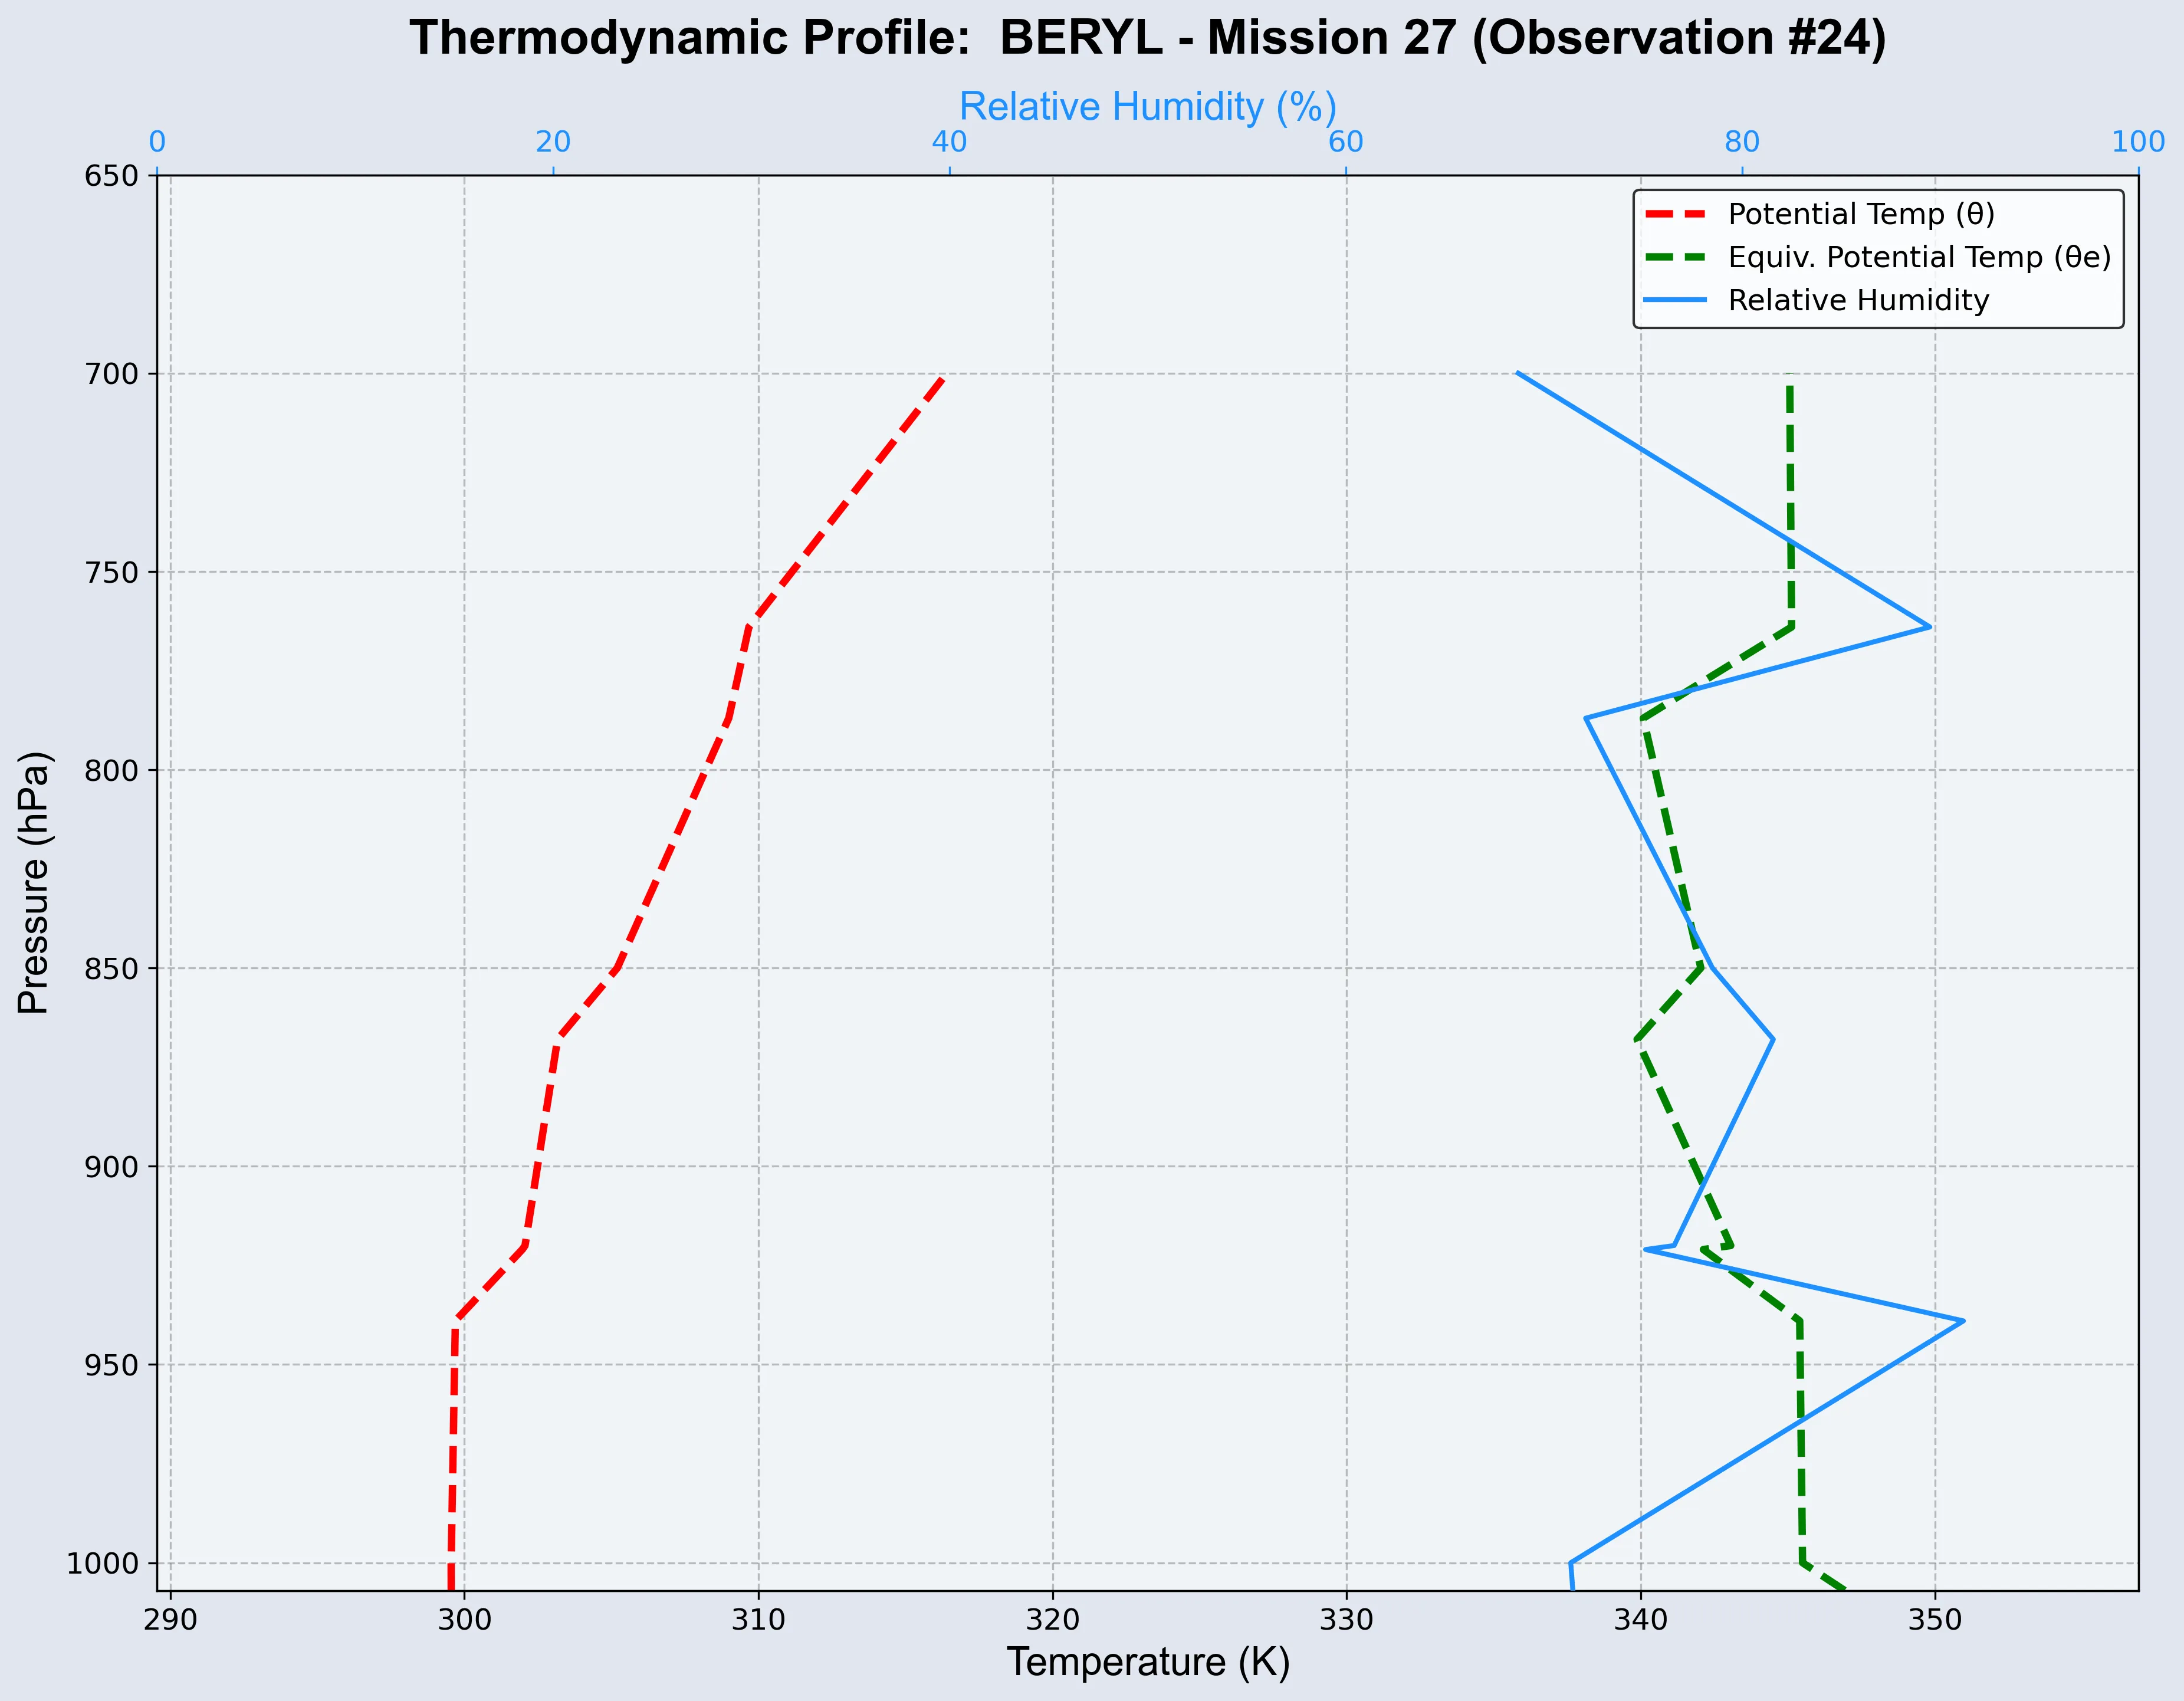 Thermodynamic Profile:  BERYL - Mission 27 (Observation #24)
Relative Humidity (%)
0 20 40 60 80 100
Potential Temp (θ)
Equiv. Potential Temp (θe)
Relative Humidity
Pressure (hPa)
650
700
750
800
850
900
950
1000
290 300 310 320 330 340 350
Temperature (K)